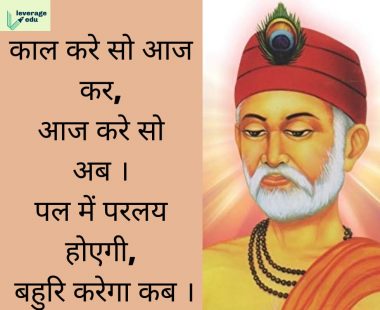 leverage
edu
काल करे सो आज
कर,
आज करे सो
अब ।
पल में परलय
होएगी,
बहुरि करेगा कब ।